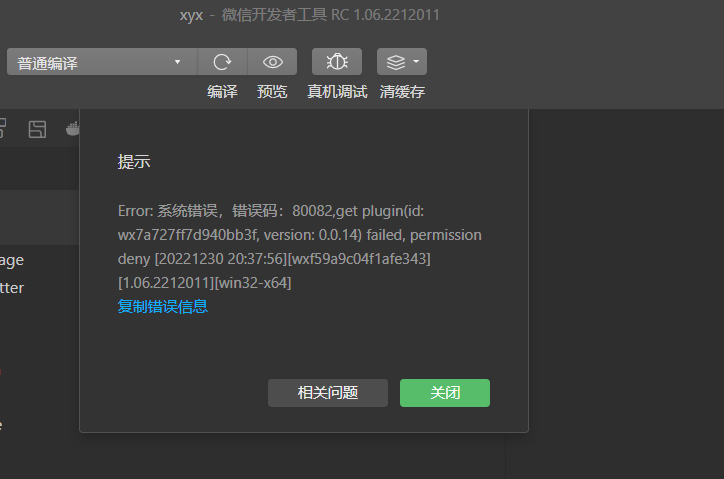 xyx - 微信开发者工具 RC 1.06.2212011
普通编译
编译 预览 真机调试 清缓存
提示
Error: 系统错误，错误码：80082,get plugin(id:
wx7a727ff7d940bb3f, version: 0.0.14) failed, permission
deny [20221230 20:37:56][wxf59a9c04f1afe343]
[1.06.2212011][win32-x64]
复制错误信息
age
tter
相关问题 关闭
e